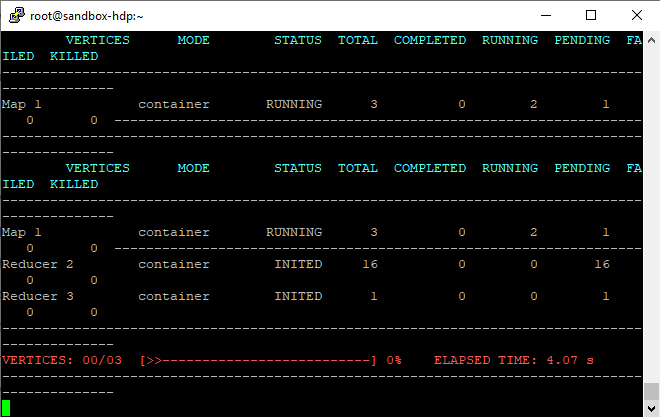 root@sandbox-hdp:~
        VERTICES      MODE        STATUS  TOTAL  COMPLETED  RUNNING  PENDING  FA
ILED  KILLED
--------------------------------------------------------------------------------
--------------
Map 1            container       RUNNING      3          0        2        1
   0       0  ------------------------------------------------------------------
--------------------------------------------------------------------------------
--------------
        VERTICES      MODE        STATUS  TOTAL  COMPLETED  RUNNING  PENDING  FA
ILED  KILLED
--------------------------------------------------------------------------------
--------------
Map 1            container       RUNNING      3          0        2        1
   0       0  ------------------------------------------------------------------
Reducer 2        container        INITED     16          0        0       16
   0       0
Reducer 3        container        INITED      1          0        0        1
   0       0
--------------------------------------------------------------------------------
--------------
VERTICES: 00/03  [>>--------------------------] 0%    ELAPSED TIME: 4.07 s
--------------------------------------------------------------------------------
--------------